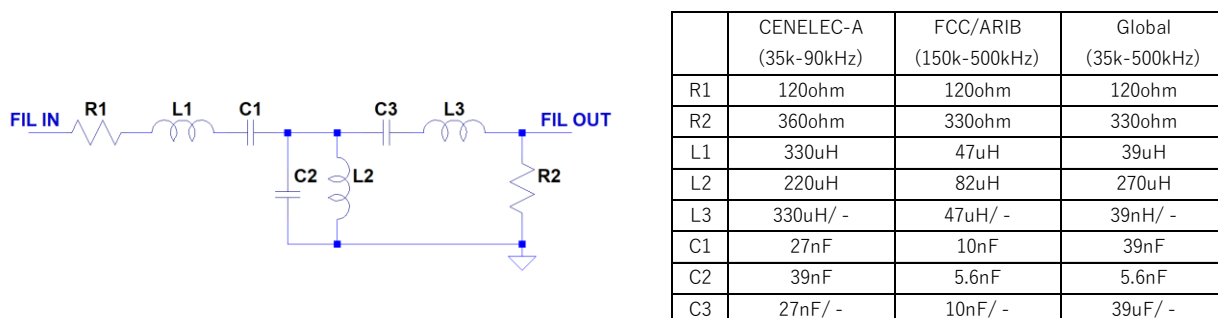 R1 L1 C1 C3 L3
FIL IN FIL OUT
C2 L2 R2
CENELEC-A FCC/ARIB Global
(35k-90kHz) (150k-500kHz) (35k-500kHz)
R1 120ohm 120ohm 120ohm
R2 360ohm 330ohm 330ohm
L1 330uH 47uH 39uH
L2 220uH 82uH 270uH
L3 330uH/ - 47uH/ - 39nH/ -
C1 27nF 10nF 39nF
C2 39nF 5.6nF 5.6nF
C3 27nF/ - 10nF/ - 39uF/ -